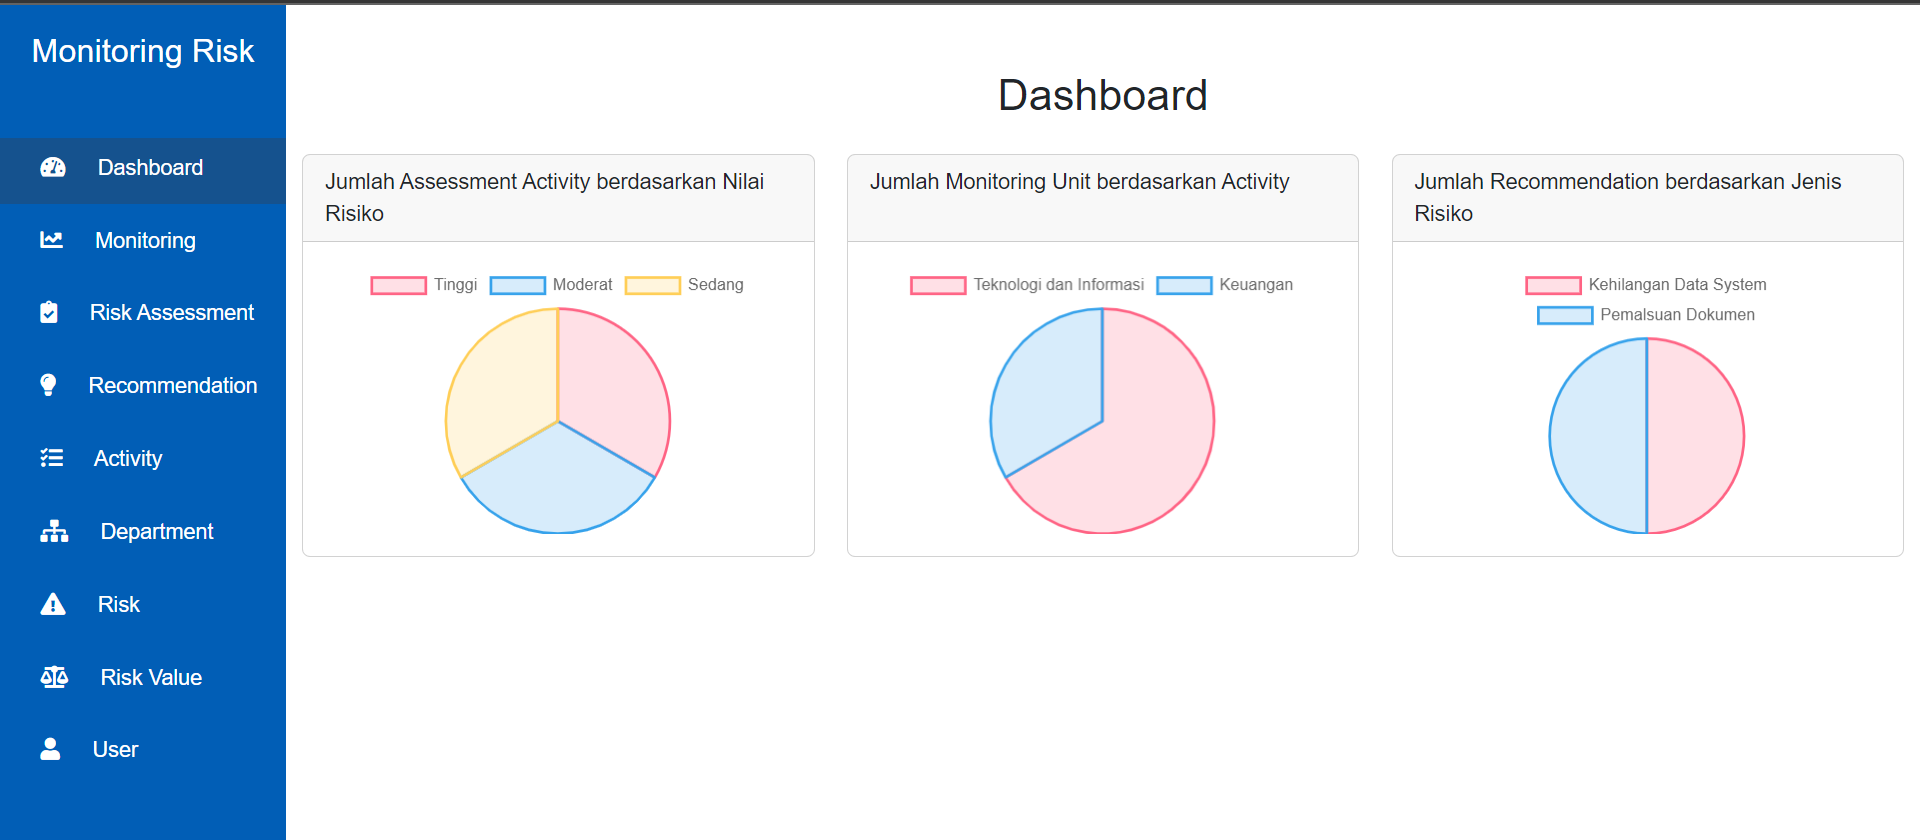 Monitoring Risk
Dashboard
Monitoring
Risk Assessment
Recommendation
Activity
Department
Risk
Risk Value
User
Dashboard
Jumlah Assessment Activity berdasarkan Nilai
Risiko
Tinggi Moderat Sedang
Jumlah Monitoring Unit berdasarkan Activity
Teknologi dan Informasi Keuangan
Jumlah Recommendation berdasarkan Jenis
Risiko
Kehilangan Data System
Pemalsuan Dokumen